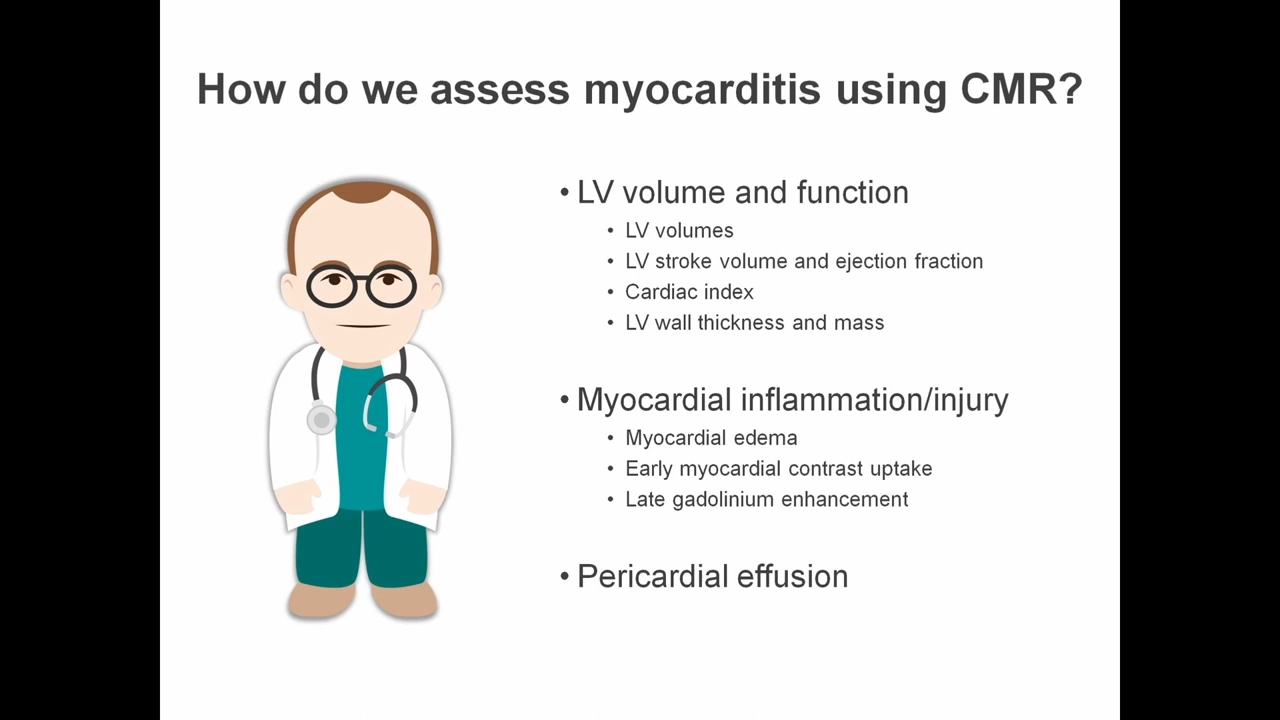 How do we assess myocarditis using CMR?
• LV volume and function
• LV volumes
• LV stroke volume and ejection fraction
• Cardiac index
• LV wall thickness and mass
• Myocardial inflammation/injury
• Myocardial edema
• Early myocardial contrast uptake
• Late gadolinium enhancement
• Pericardial effusion